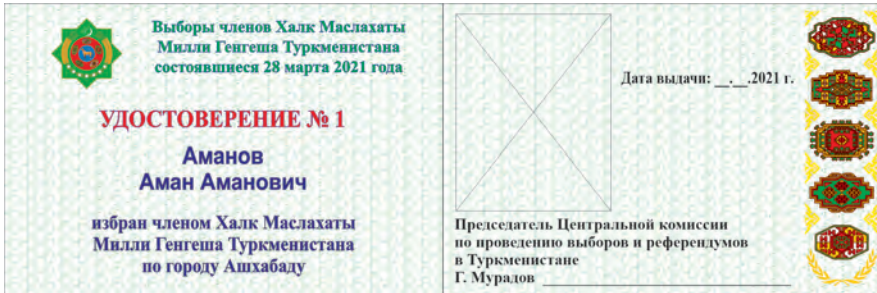 Выборы членов Халк Маслахаты
Милли Генгеша Туркменистана
состоявшиеся 28 марта 2021 года
УДОСТОВЕРЕНИЕ № 1
Аманов
Аман Аманович
избран членом Халк Маслахаты
Милли Генгеша Туркменистана
по городу Ашхабаду
Дата выдачи: __.__.2021 г.
Председатель Центральной комиссии
по проведению выборов и референдумов
в Туркменистане
Г. Мурадов ______________________